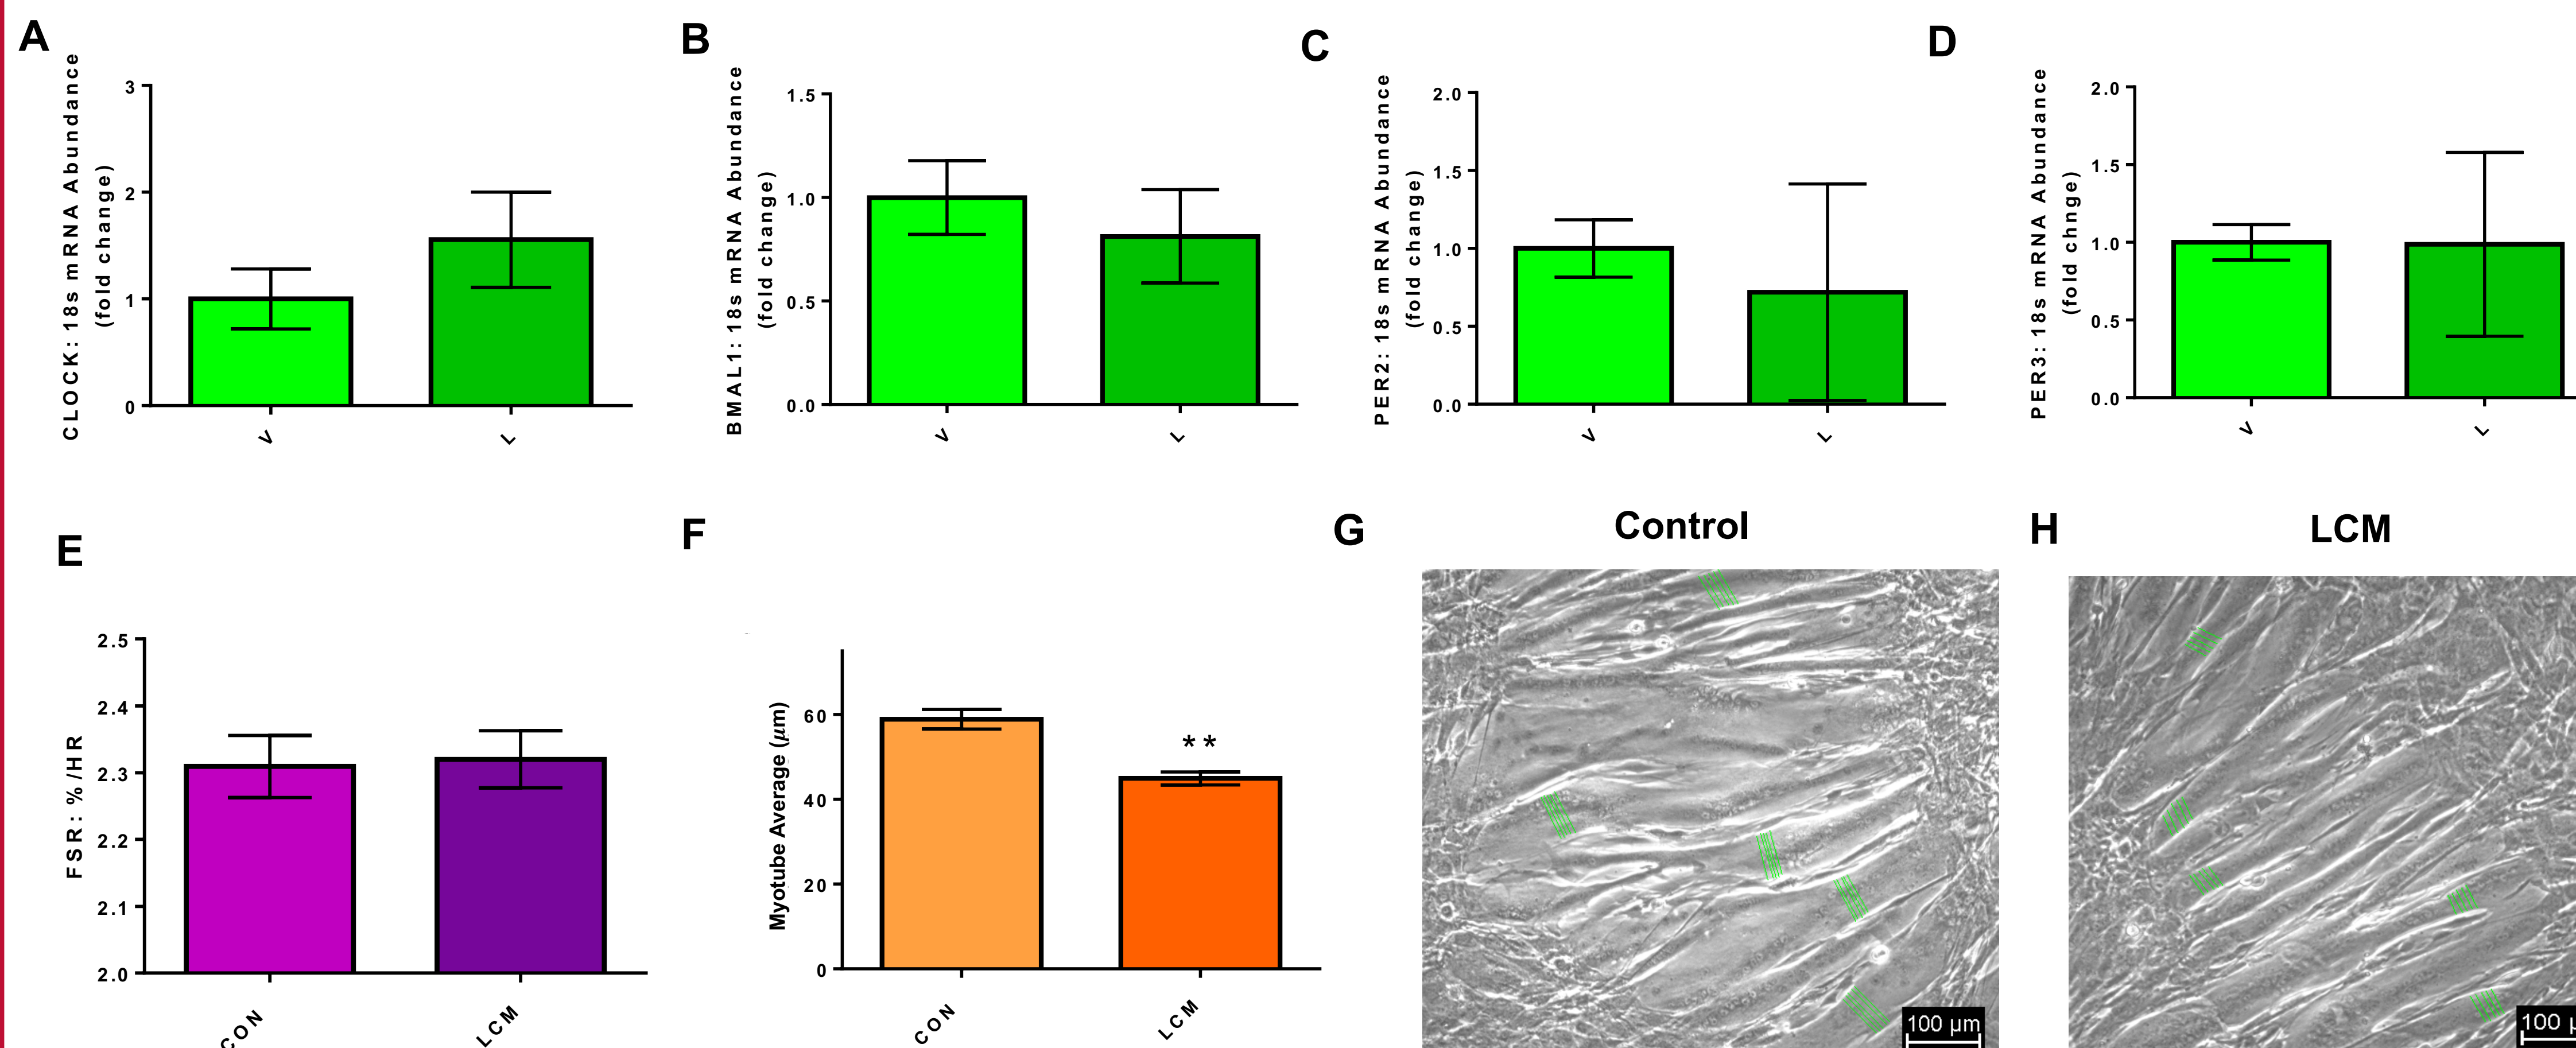 A
CLOCK: 18s mRNA Abundance
(fold change)
3
2
1
0
V
L
B
BMAL1: 18s mRNA Abundance
(fold change)
1.5
1.0
0.5
0.0
V
L
C
PER2: 18s mRNA Abundance
(fold change)
2.0
1.5
1.0
0.5
0.0
V
L
D
PER3: 18s mRNA Abundance
(fold chnge)
2.0
1.5
1.0
0.5
0.0
V
L
E
FSR: %/HR
2.5
2.4
2.3
2.2
2.1
2.0
CON
LCM
F
Myotube Average (μm)
60
40
20
0
**
CON
LCM
G
Control
100 μm
H
LCM
100